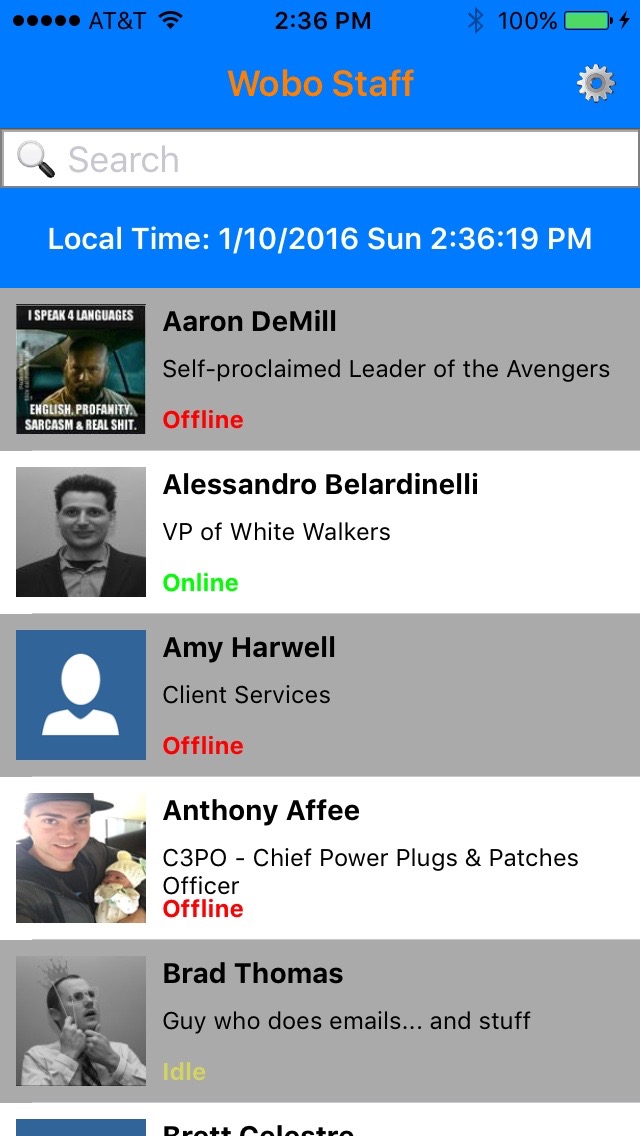 AT&T 2:36 PM 100%
Wobo Staff
Search
Local Time: 1/10/2016 Sun 2:36:19 PM
I SPEAK 4 LANGUAGES
ENGLISH, PROFANITY,
SARCASM & REAL SHIT.
Aaron DeMill
Self-proclaimed Leader of the Avengers
Offline
Alessandro Belardinelli
VP of White Walkers
Online
Amy Harwell
Client Services
Offline
Anthony Affee
C3PO - Chief Power Plugs & Patches
Officer
Offline
Brad Thomas
Guy who does emails... and stuff
Idle
Brett Celestre